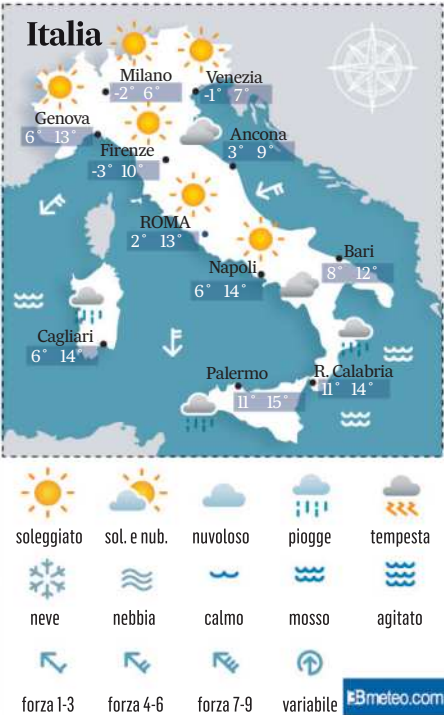 Italia
Milano
-2° 6°
Venezia
-1° 7°
Genova
6° 13°
Firenze
-3° 10°
Ancona
3° 9°
ROMA
2° 13°
Napoli
6° 14°
Bari
8° 12°
Cagliari
6° 14°
Palermo
11° 15°
R. Calabria
11° 14°
soleggiato sol. e nub. nuvoloso piogge tempesta
neve nebbia calmo mosso agitato
forza 1-3 forza 4-6 forza 7-9 variabile
3Bmeteo.com